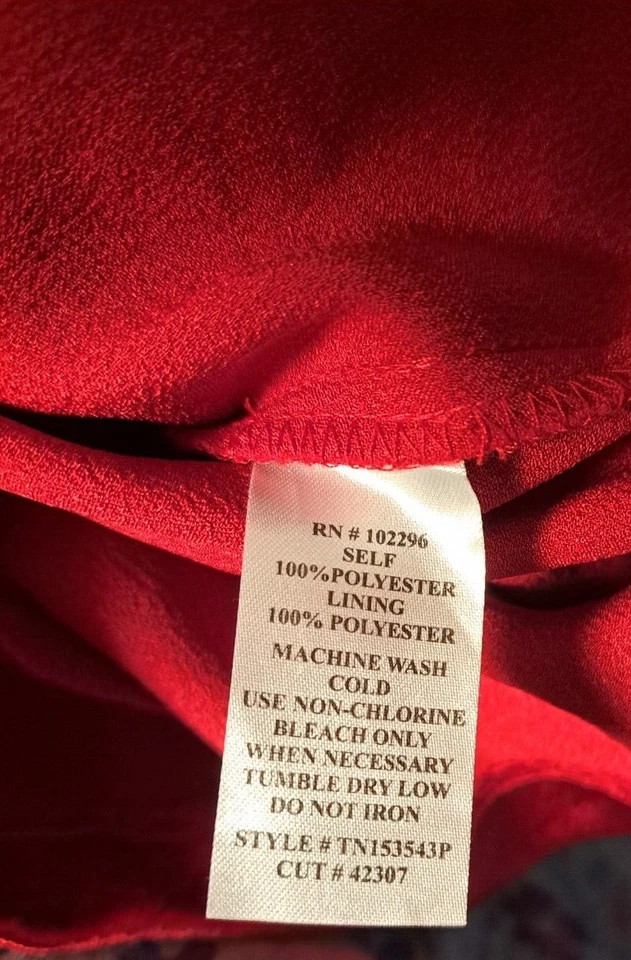 RN # 102296
SELF
100%POLYESTER
LINING
100% POLYESTER
MACHINE WASH
COLD
USE NON-CHLORINE
BLEACH ONLY
WHEN NECESSARY
TUMBLE DRY LOW
DO NOT IRON
STYLE # TN153543P
CUT # 42307